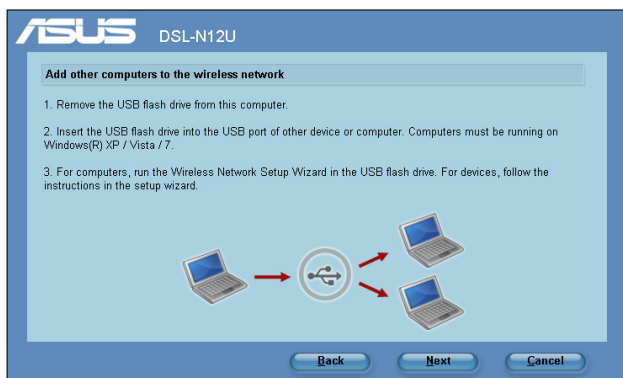 ASUS DSL-N12U
Add other computers to the wireless network
1. Remove the USB flash drive from this computer.
2. Insert the USB flash drive into the USB port of other device or computer. Computers must be running on
Windows(R) XP / Vista / 7.
3. For computers, run the Wireless Network Setup Wizard in the USB flash drive. For devices, follow the
instructions in the setup wizard.
Back Next Cancel